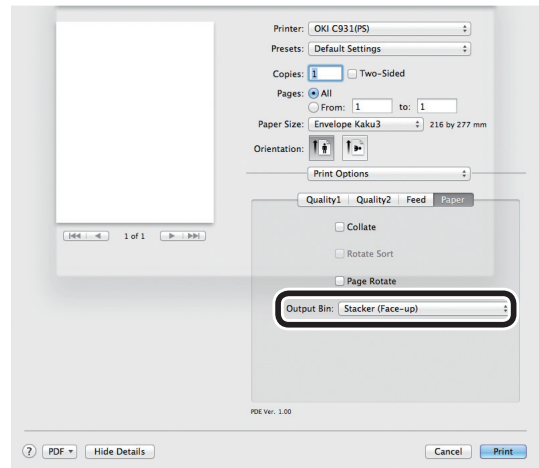 Printer: OKI C931(PS)
Presets: Default Settings
Copies: 1 Two-Sided
Pages: All
From: 1 to: 1
Paper Size: Envelope Kaku3 216 by 277 mm
Orientation:
Print Options
Quality1 Quality2 Feed Paper
Collate
1 of 1
Rotate Sort
Page Rotate
Output Bin: Stacker (Face-up)
PDE Ver. 1.00
? PDF Hide Details Cancel Print